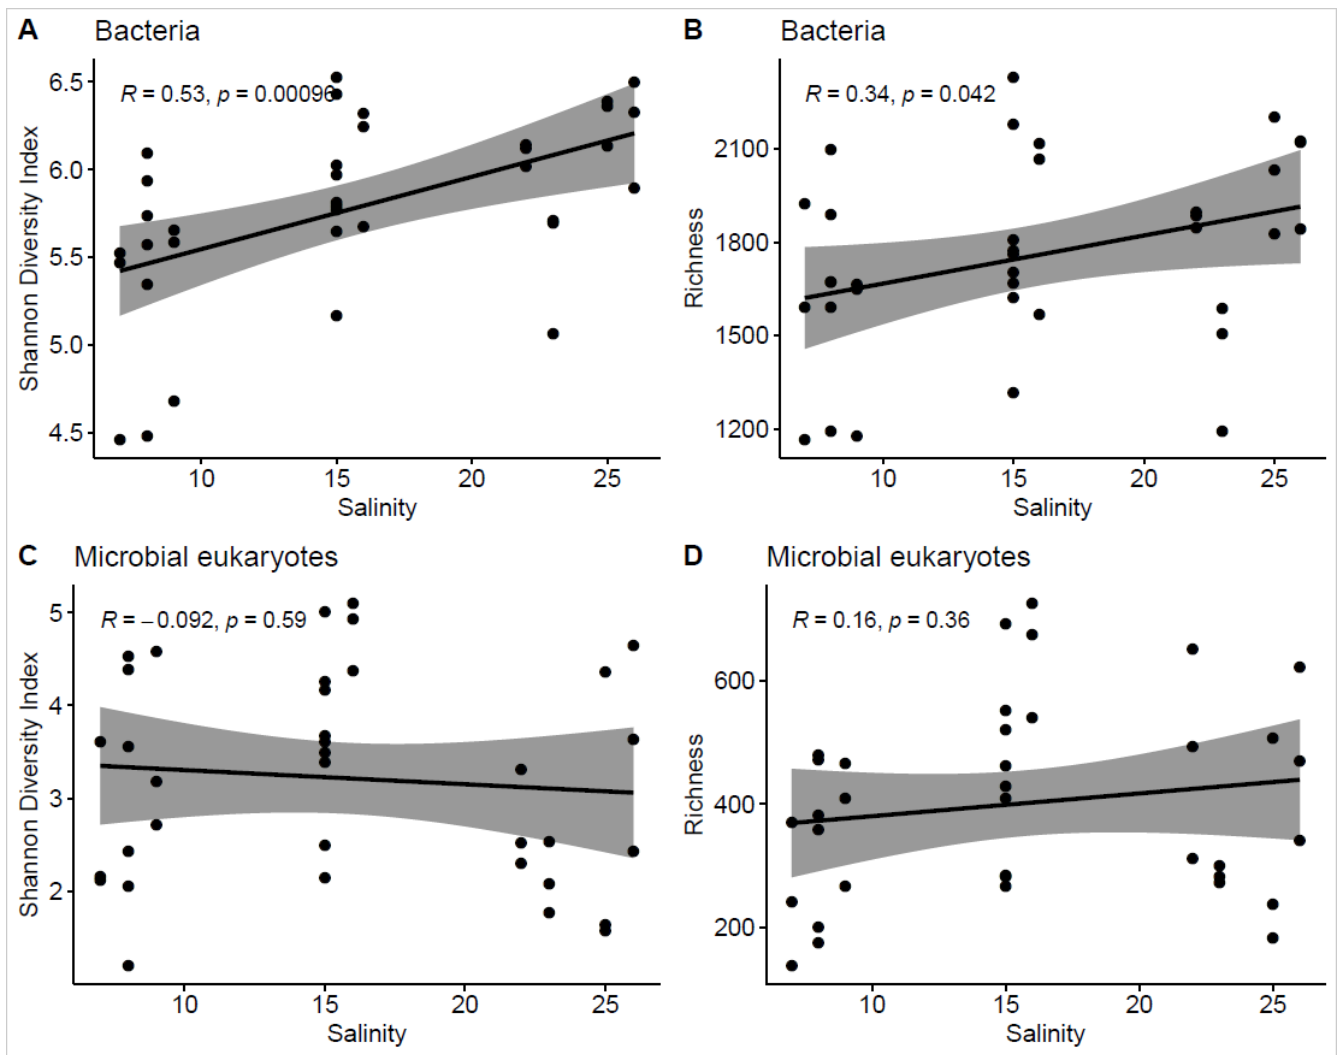 A Bacteria
R = 0.53, p = 0.00096
Shannon Diversity Index
6.5
6.0
5.5
5.0
4.5
10 15 20 25
Salinity
B Bacteria
R = 0.34, p = 0.042
Richness
2100
1800
1500
1200
10 15 20 25
Salinity
C Microbial eukaryotes
R = −0.092, p = 0.59
Shannon Diversity Index
5
4
3
2
10 15 20 25
Salinity
D Microbial eukaryotes
R = 0.16, p = 0.36
Richness
600
400
200
10 15 20 25
Salinity